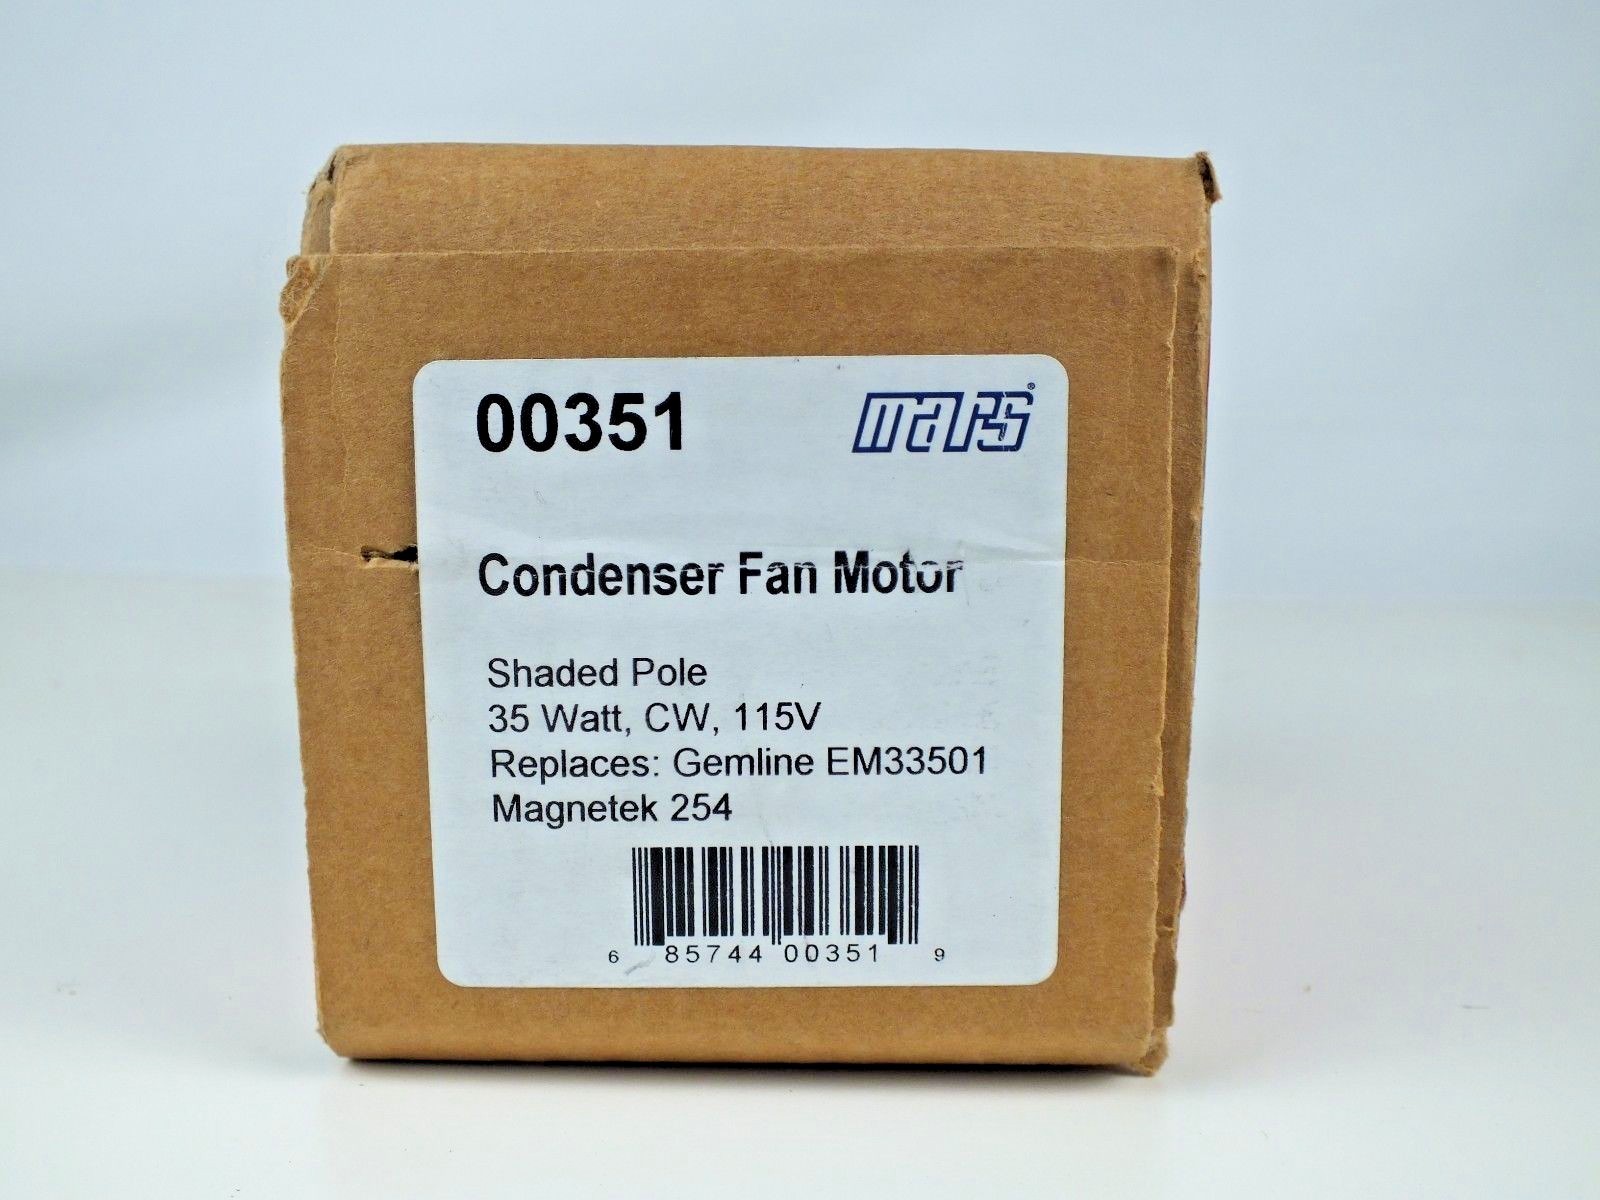 00351
mars®
Condenser Fan Motor
Shaded Pole
35 Watt, CW, 115V
Replaces: Gemline EM33501
Magnetek 254
6 85744 00351 9